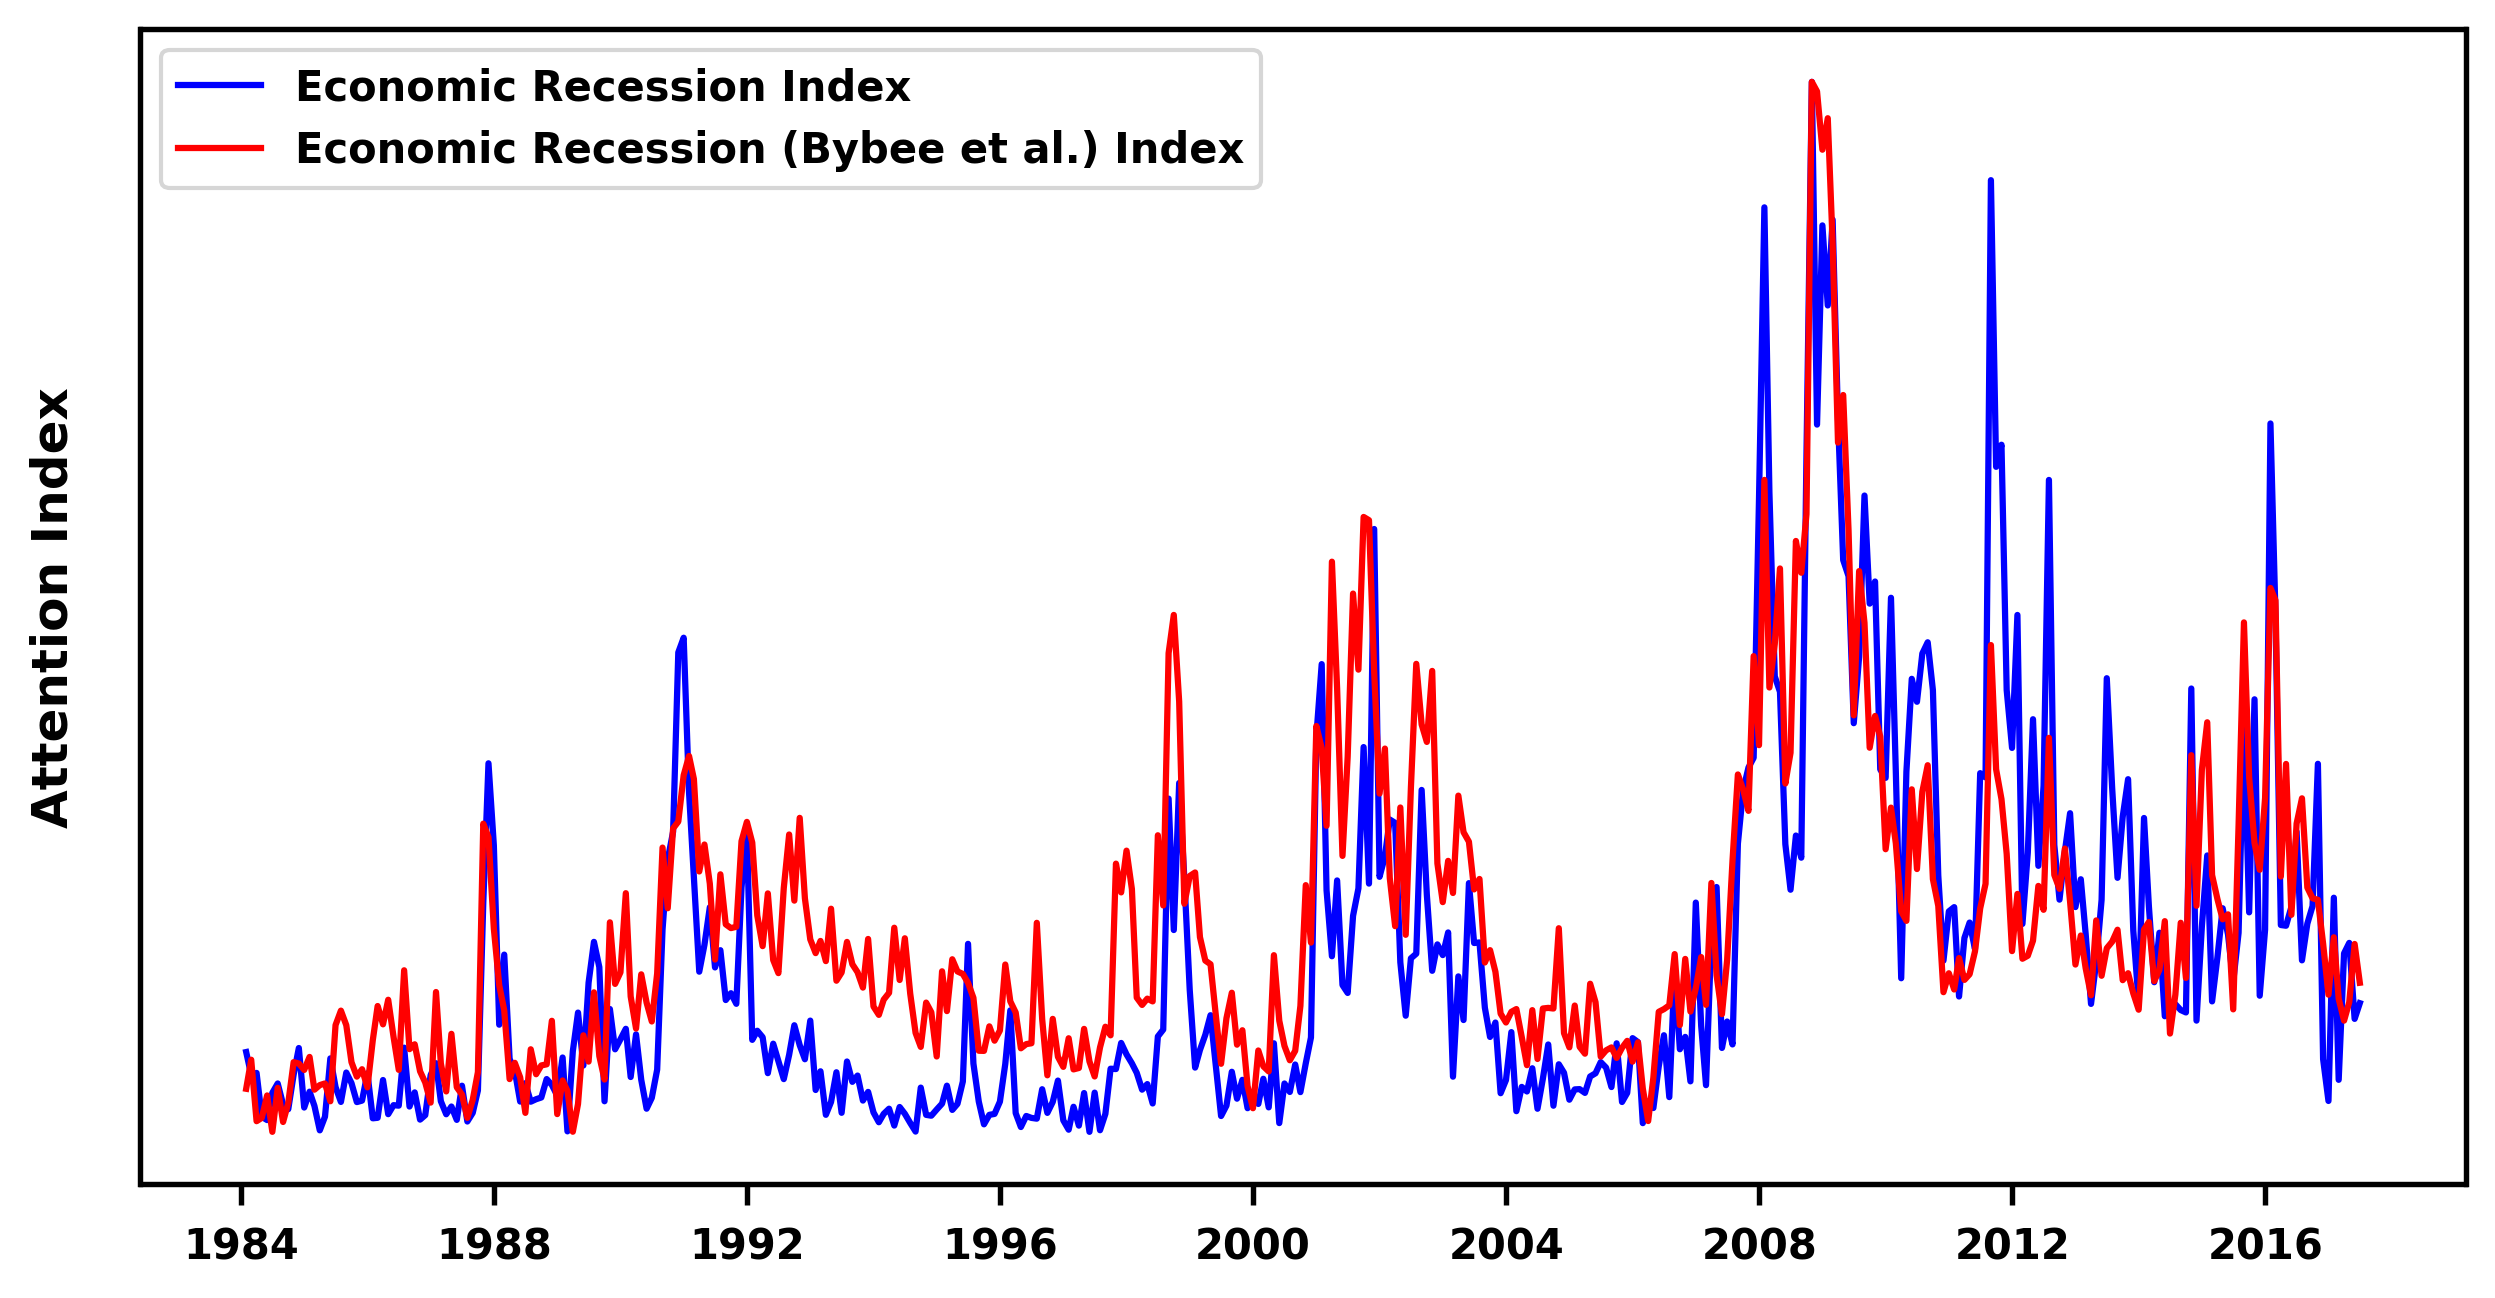 Economic Recession Index
Economic Recession (Bybee et al.) Index
Attention Index
1984 1988 1992 1996 2000 2004 2008 2012 2016